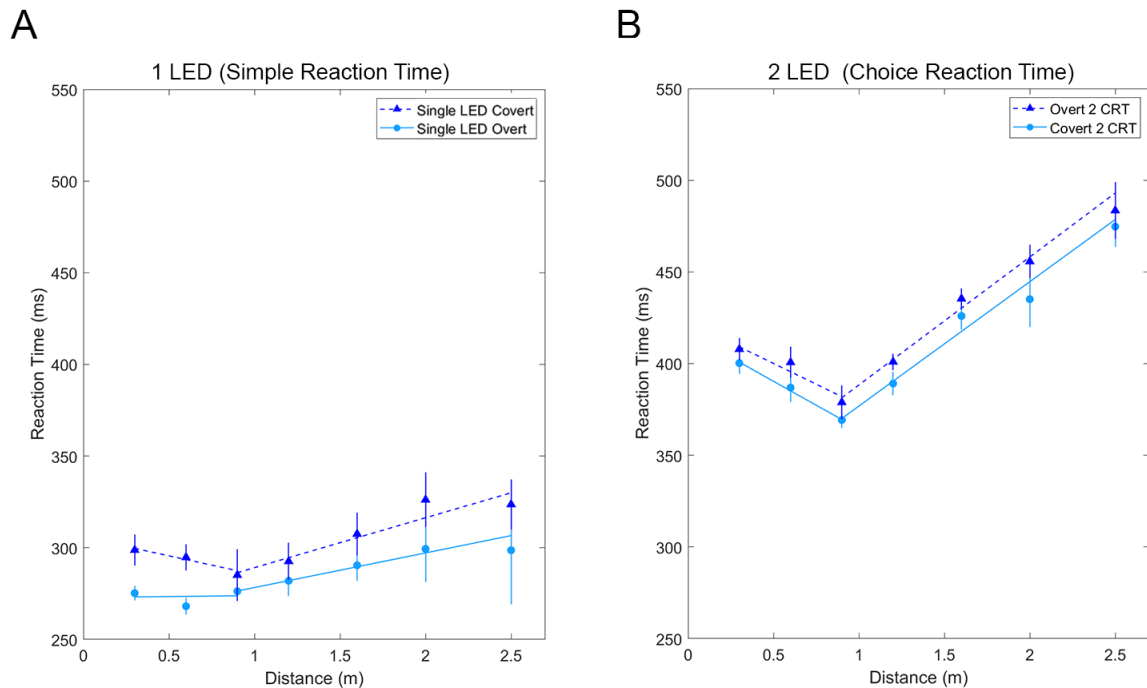 A
1 LED (Simple Reaction Time)
550
500
450
400
350
300
250
Reaction Time (ms)
Single LED Covert
Single LED Overt
0
0.5
1
1.5
2
2.5
Distance (m)
B
2 LED (Choice Reaction Time)
550
500
450
400
350
300
250
Reaction Time (ms)
Overt 2 CRT
Covert 2 CRT
0
0.5
1
1.5
2
2.5
Distance (m)